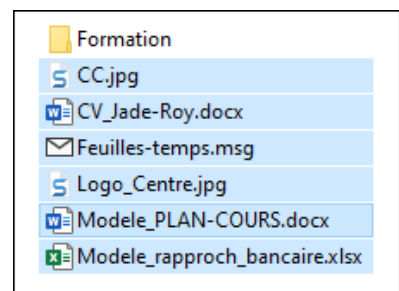 Formation
CC.jpg
CV_Jade-Roy.docx
Feuilles-temps.msg
Logo_Centre.jpg
Modele_PLAN-COURS.docx
Modele_rapproch_bancaire.xlsx